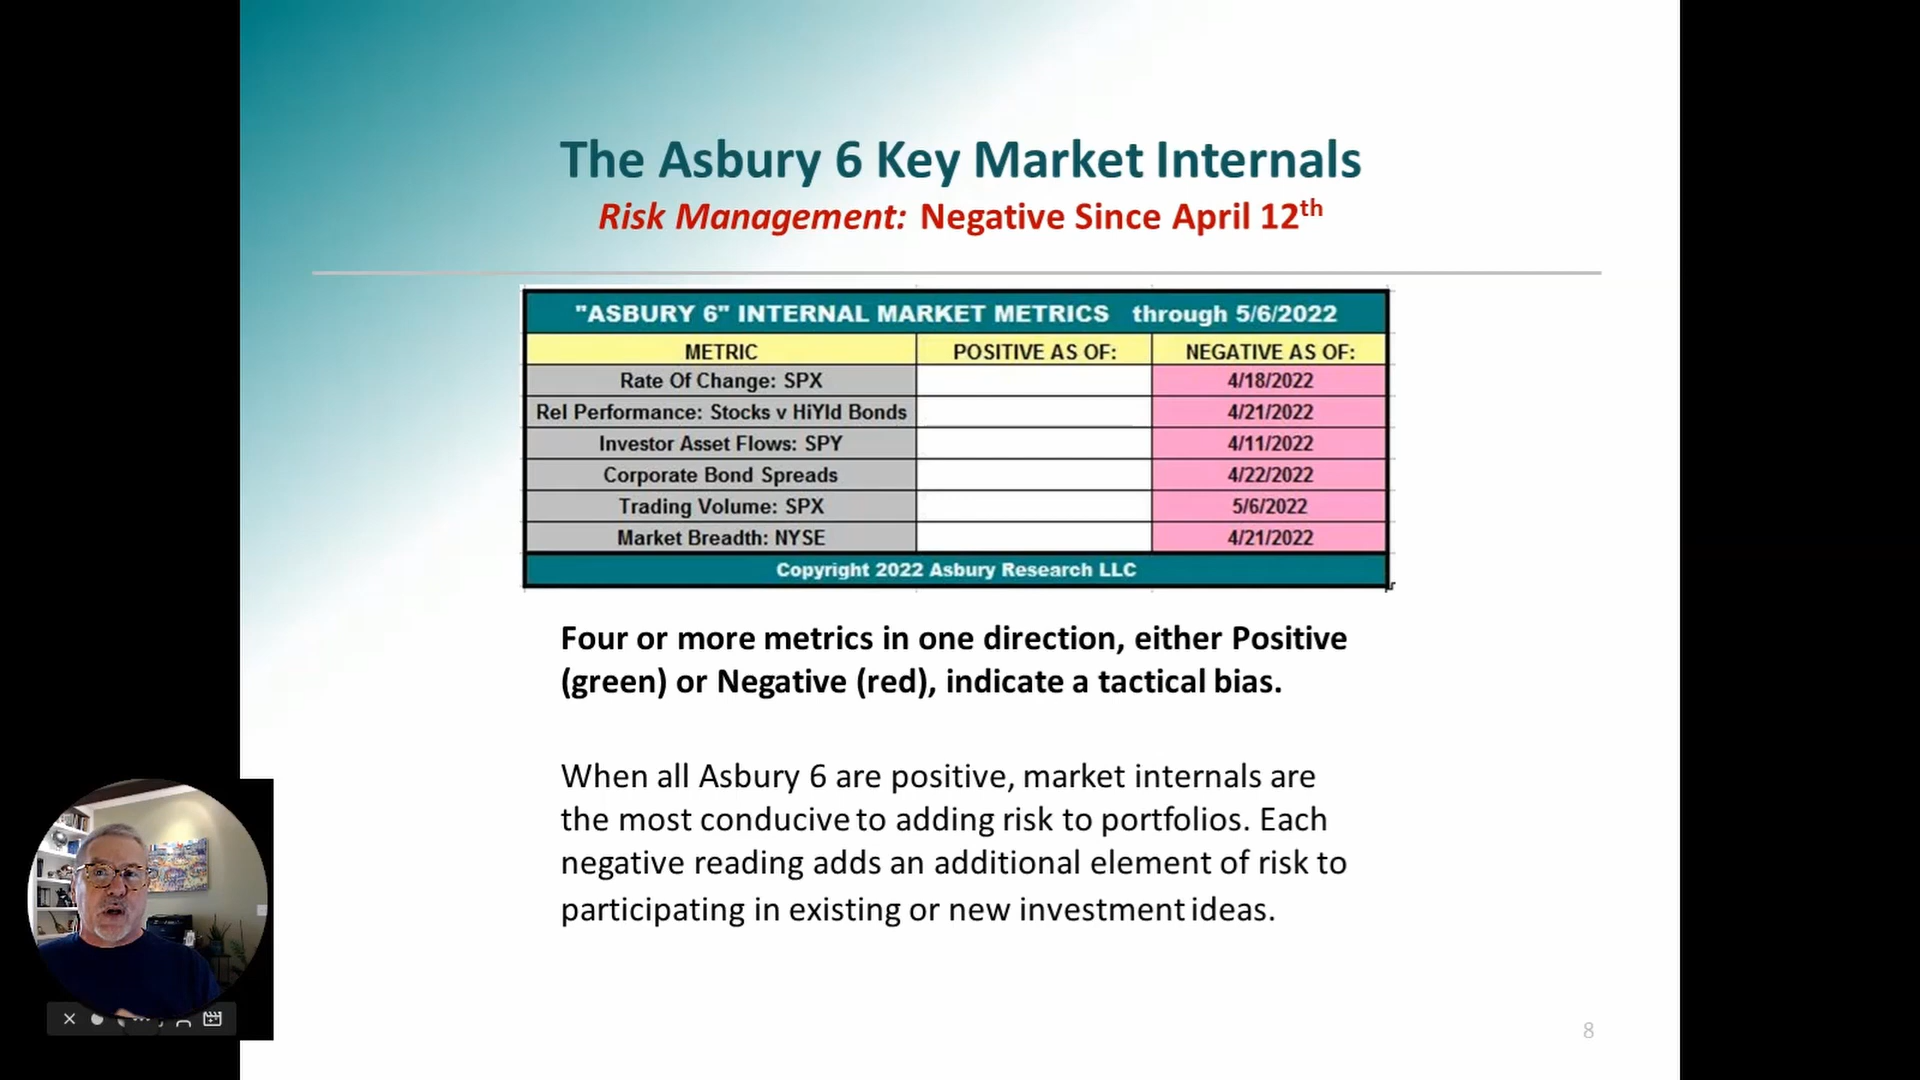 The Asbury 6 Key Market Internals
Risk Management: Negative Since April 12th
"ASBURY 6" INTERNAL MARKET METRICS through 5/6/2022
METRIC POSITIVE AS OF: NEGATIVE AS OF:
Rate Of Change: SPX 4/18/2022
Rel Performance: Stocks v HiYld Bonds 4/21/2022
Investor Asset Flows: SPY 4/11/2022
Corporate Bond Spreads 4/22/2022
Trading Volume: SPX 5/6/2022
Market Breadth: NYSE 4/21/2022
Copyright 2022 Asbury Research LLC
Four or more metrics in one direction, either Positive
(green) or Negative (red), indicate a tactical bias.
When all Asbury 6 are positive, market internals are
the most conducive to adding risk to portfolios. Each
negative reading adds an additional element of risk to
participating in existing or new investment ideas.
8